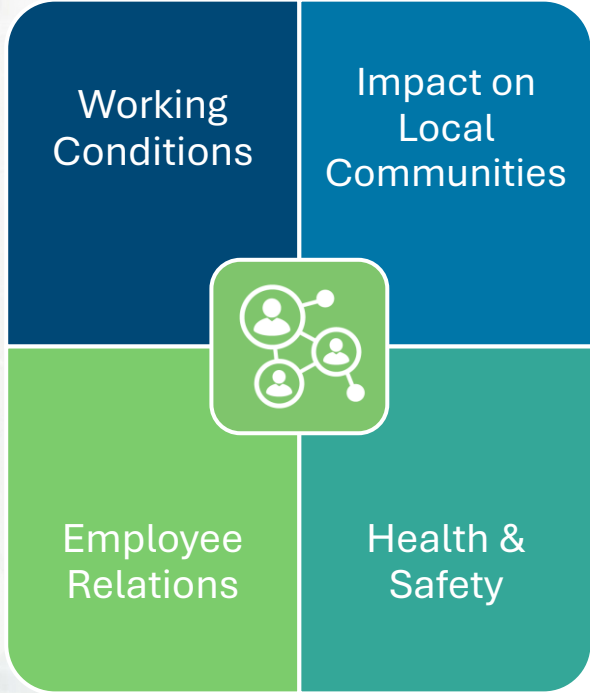 Working
Conditions
Impact on
Local
Communities
Employee
Relations
Health &
Safety